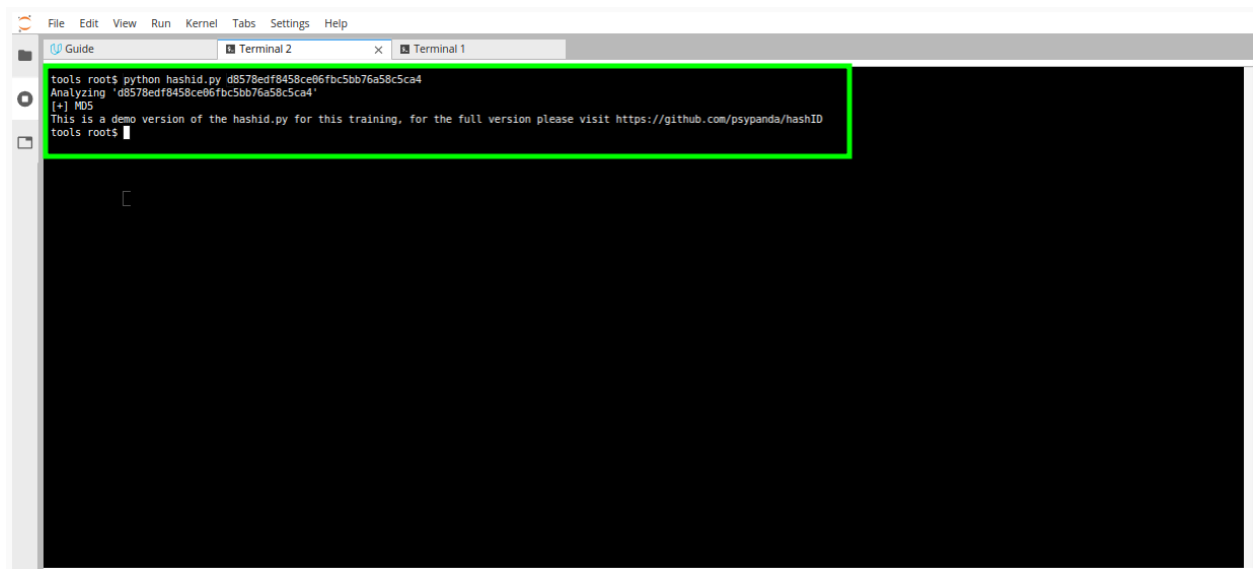 File Edit View Run Kernel Tabs Settings Help
Guide
Terminal 2
Terminal 1
tools root$ python hashid.py d8578edf8458ce06fbc5bb76a58c5ca4
Analyzing 'd8578edf8458ce06fbc5bb76a58c5ca4'
[+] MD5
This is a demo version of the hashid.py for this training, for the full version please visit https://github.com/psypanda/hashID
tools root$